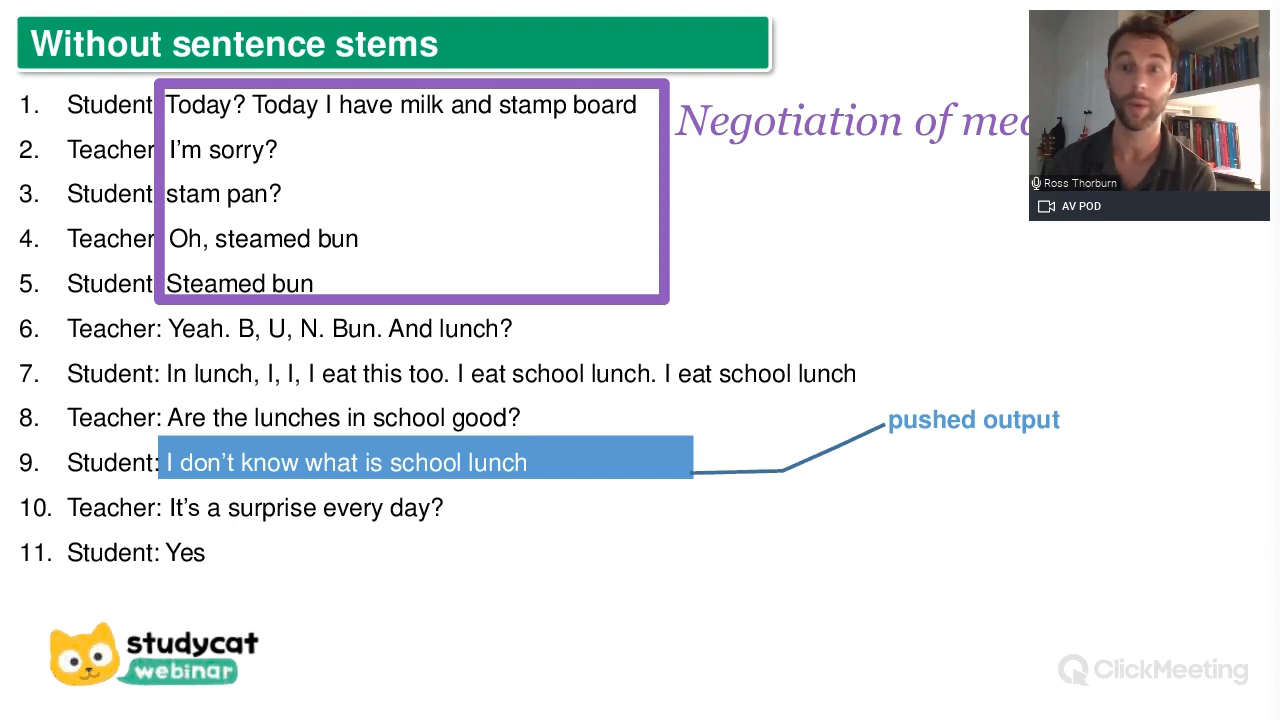 Without sentence stems
1. Student: Today? Today I have milk and stamp board
2. Teacher: I'm sorry?
3. Student: stam pan?
4. Teacher: Oh, steamed bun
5. Student: Steamed bun
6. Teacher: Yeah. B, U, N. Bun. And lunch?
7. Student: In lunch, I, I, I eat this too. I eat school lunch. I eat school lunch
8. Teacher: Are the lunches in school good?
9. Student: I don't know what is school lunch
10. Teacher: It's a surprise every day?
11. Student: Yes
Negotiation of
pushed output
Ross Thorburn
AV POD
studycat
webinar
ClickMeeting